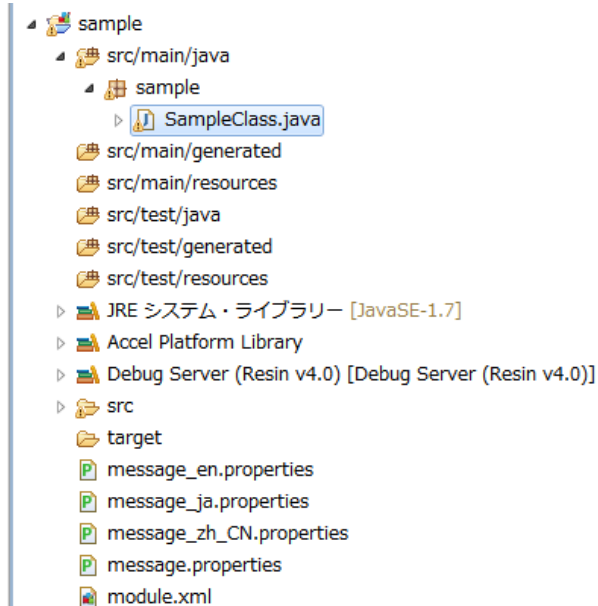 sample
src/main/java
sample
SampleClass.java
src/main/generated
src/main/resources
src/test/java
src/test/generated
src/test/resources
JRE システム・ライブラリー [JavaSE-1.7]
Accel Platform Library
Debug Server (Resin v4.0) [Debug Server (Resin v4.0)]
src
target
message_en.properties
message_ja.properties
message_zh_CN.properties
message.properties
module.xml